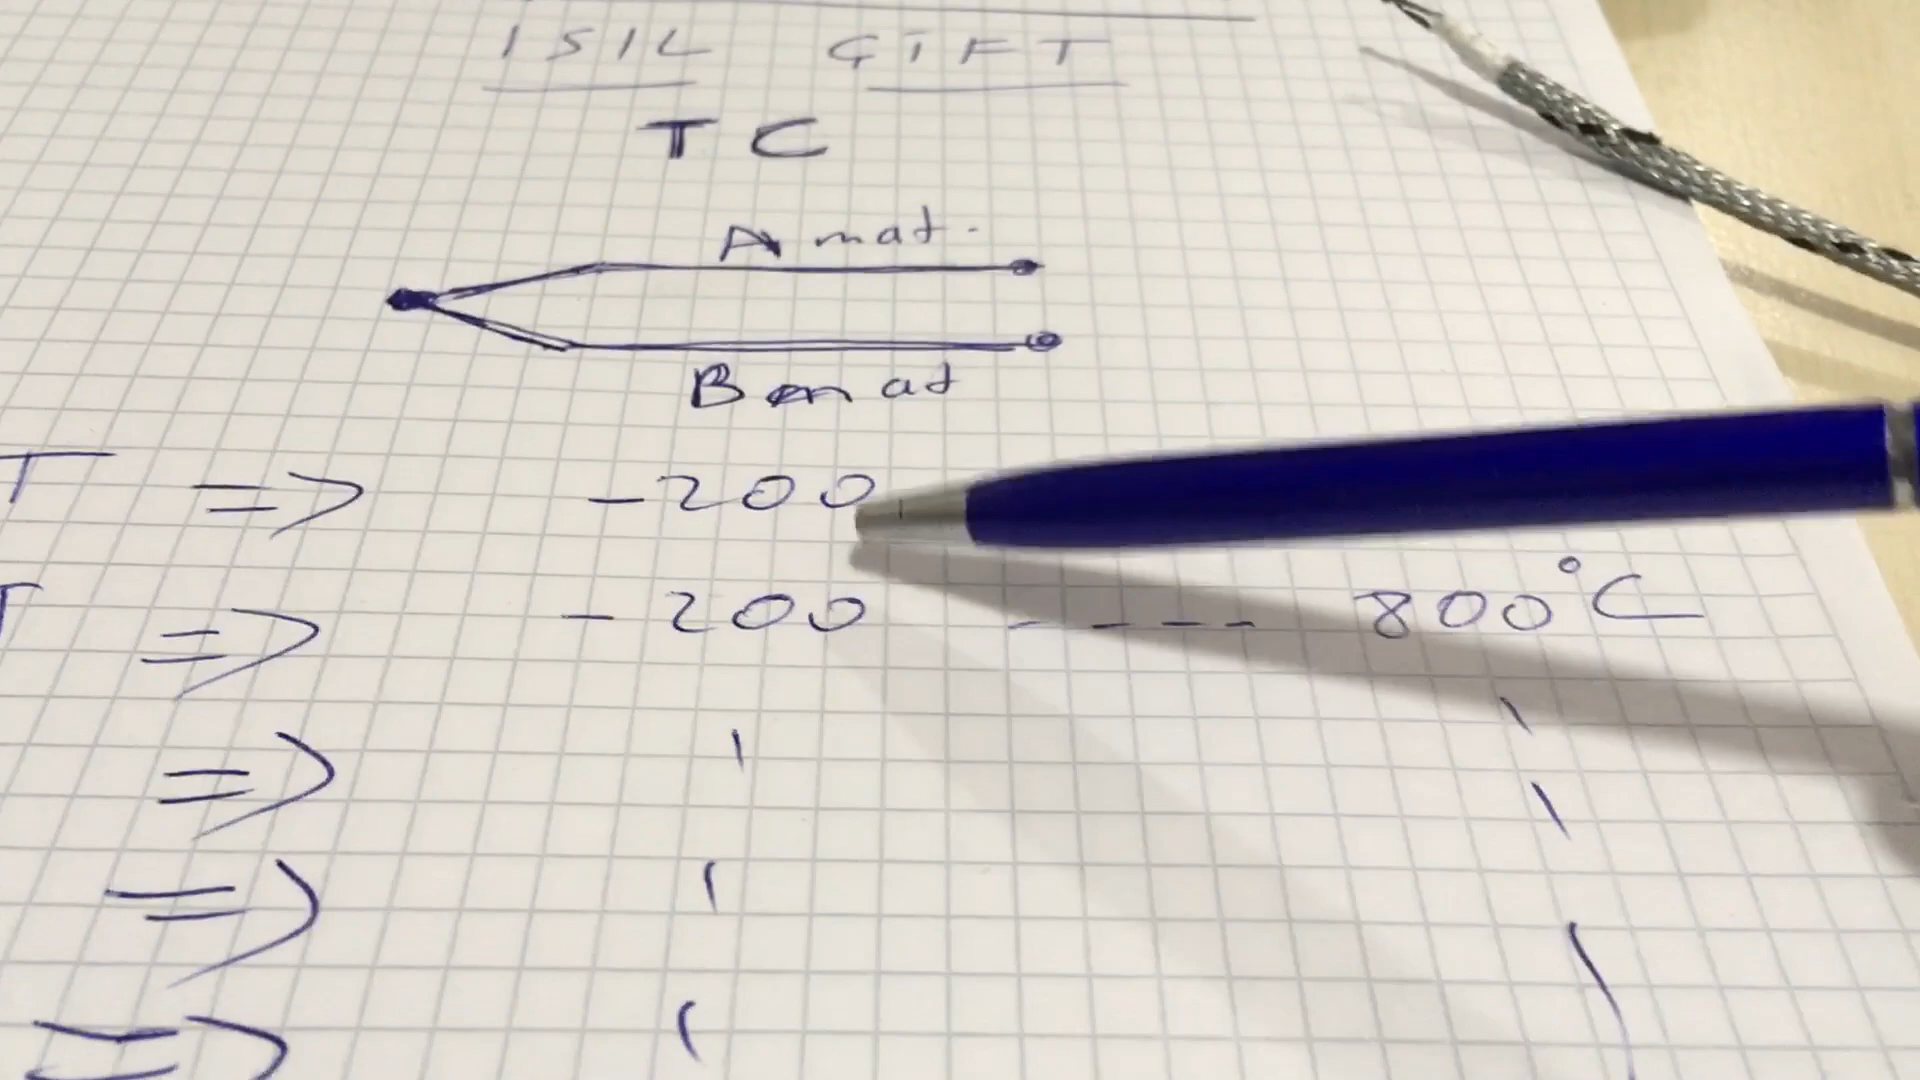 ISIL ÇİFT
TC
A mat.
B mat
T => -200
T => -200 ---- 800°C
=>
=>
=>